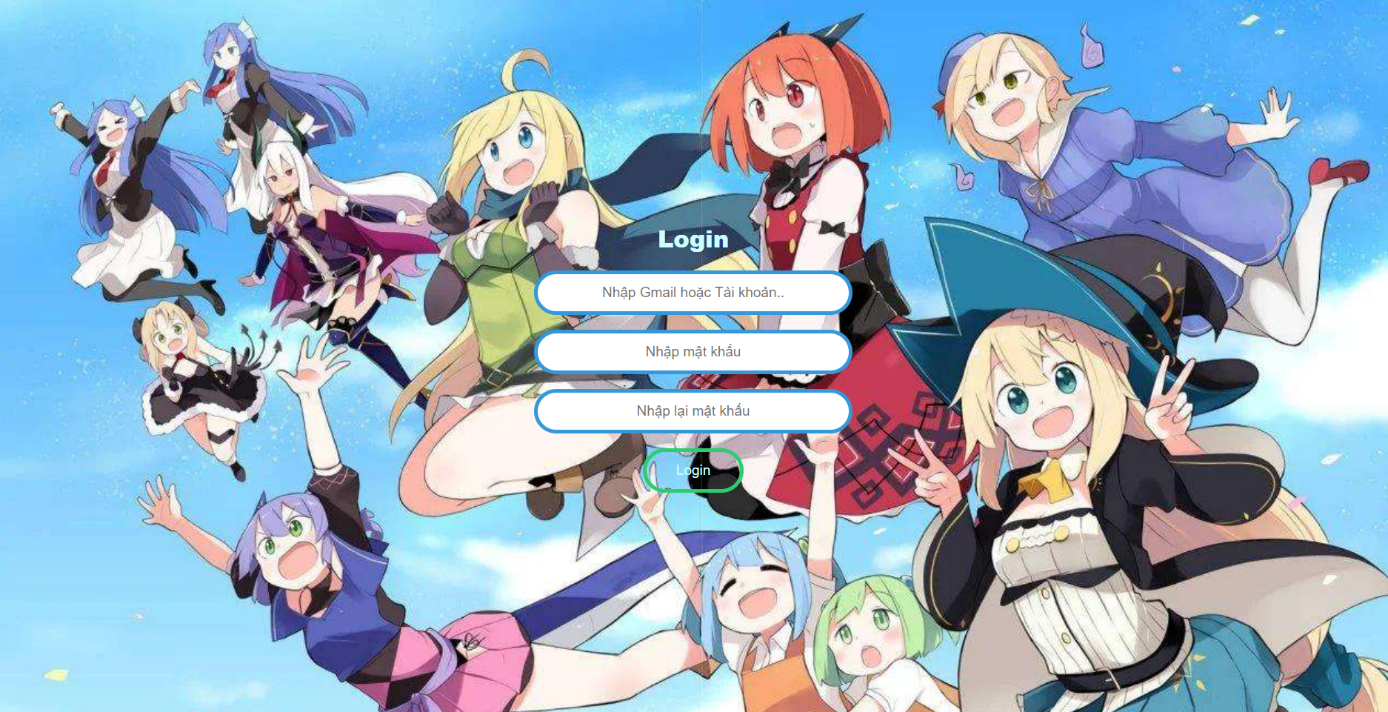 Login
Nhập Gmail hoặc Tài khoản..
Nhập mật khẩu
Nhập lại mật khẩu
Login